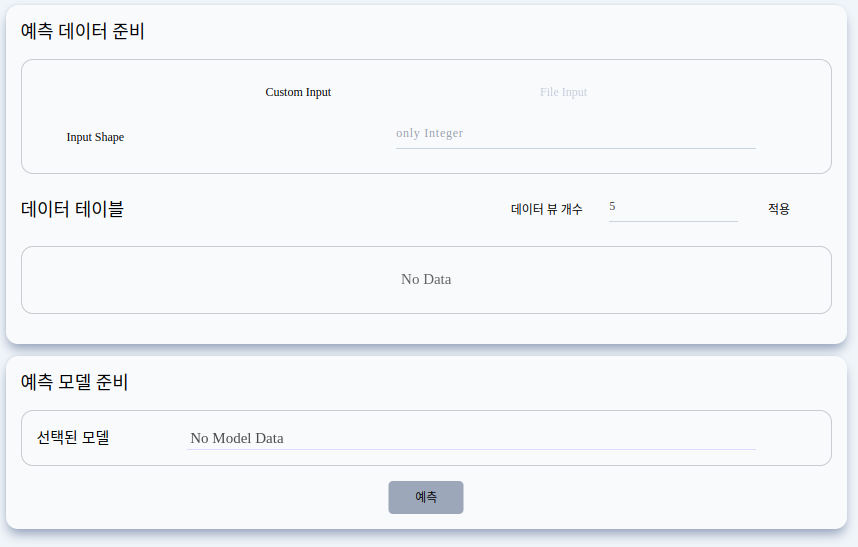 예측 데이터 준비
Custom Input File Input
Input Shape only Integer
데이터 테이블 데이터 뷰 개수 5 적용
No Data
예측 모델 준비
선택된 모델 No Model Data
예측